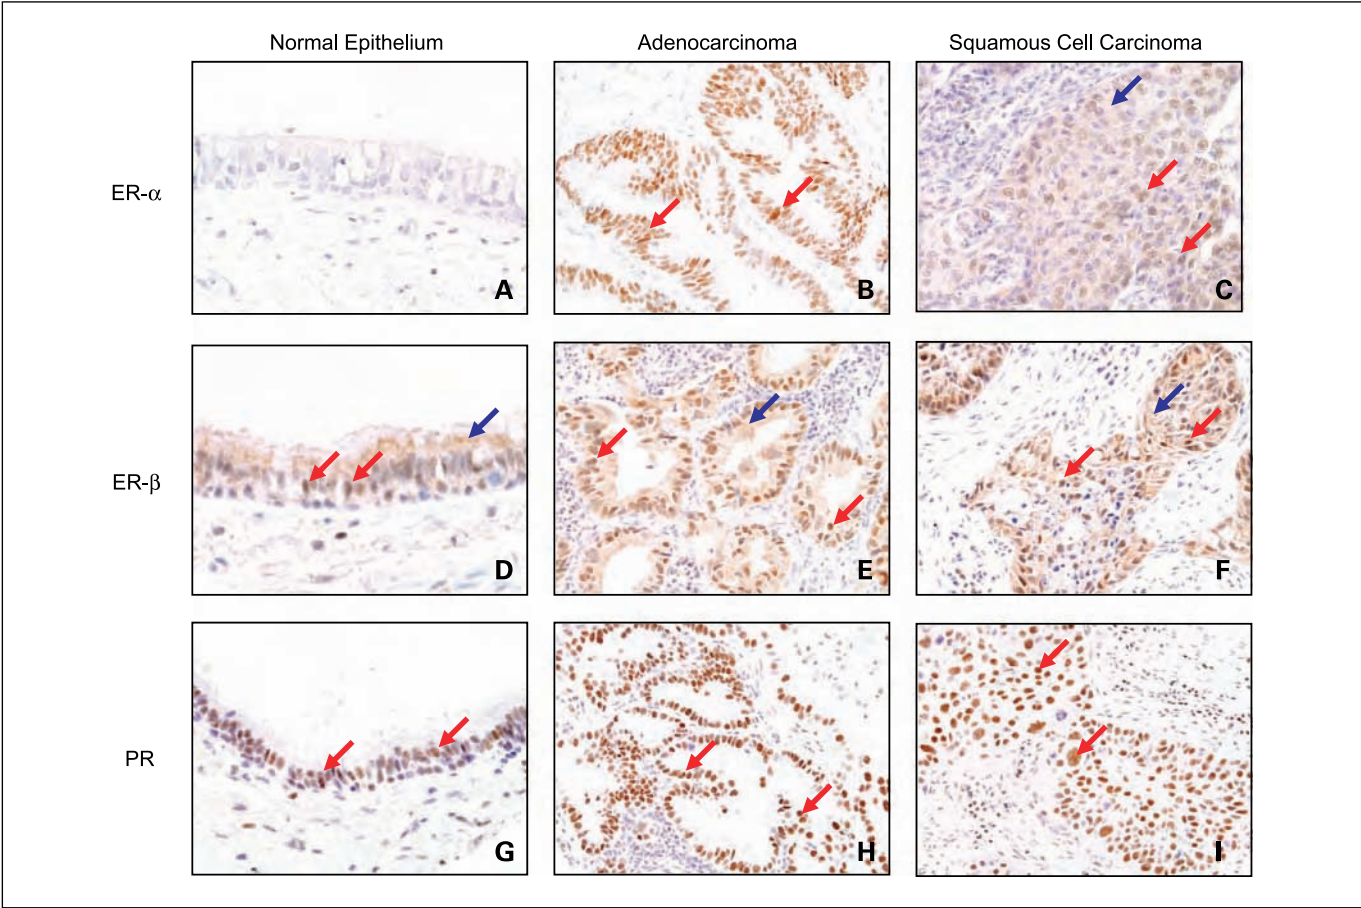 Normal Epithelium
Adenocarcinoma
Squamous Cell Carcinoma
ER-α
A
B
C
ER-β
D
E
F
PR
G
H
I